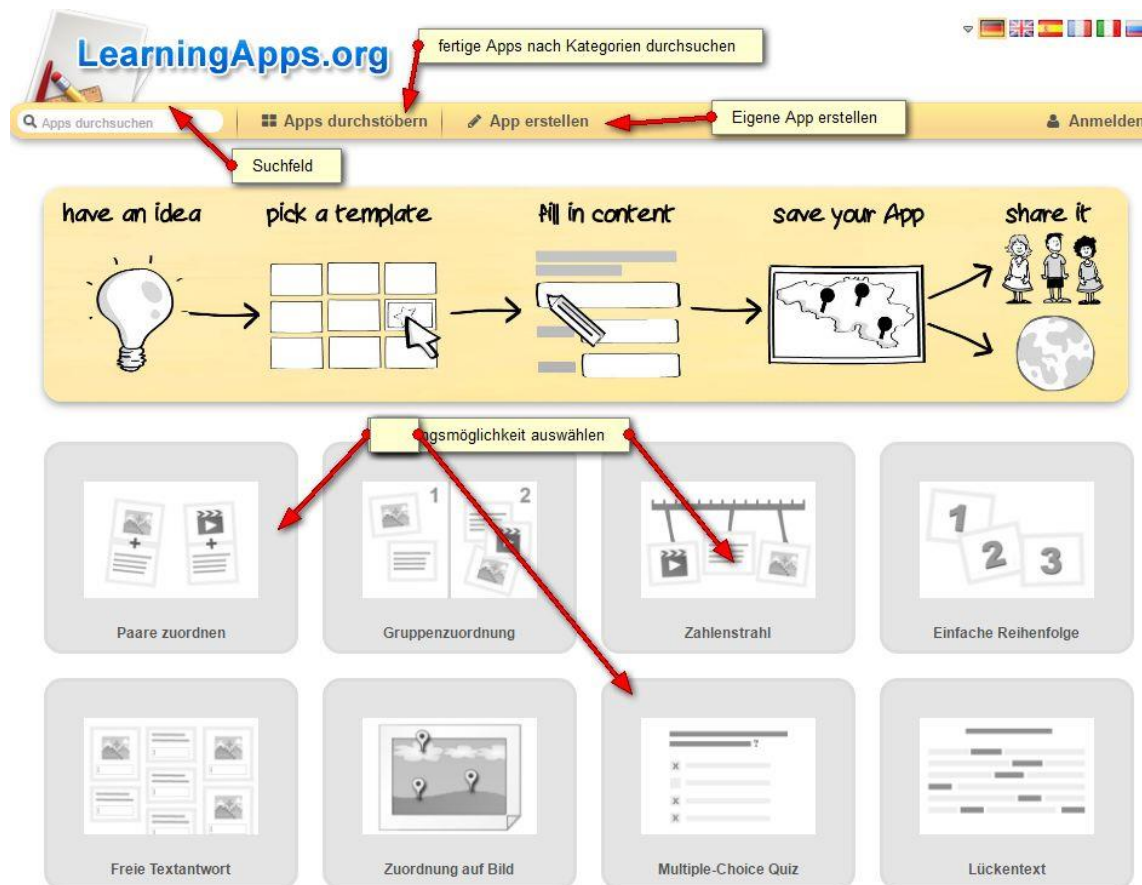 LearningApps.org
fertige Apps nach Kategorien durchsuchen
Apps durchsuchen
Apps durchstöbern
App erstellen
Eigene App erstellen
Anmelden
Suchfeld
have an idea
pick a template
fill in content
save your App
share it
auswählen
1
2
1
2
3
Paare zuordnen
Gruppenzuordnung
Zahlenstrahl
Einfache Reihenfolge
?
Freie Textantwort
Zuordnung auf Bild
Multiple-Choice Quiz
Lückentext